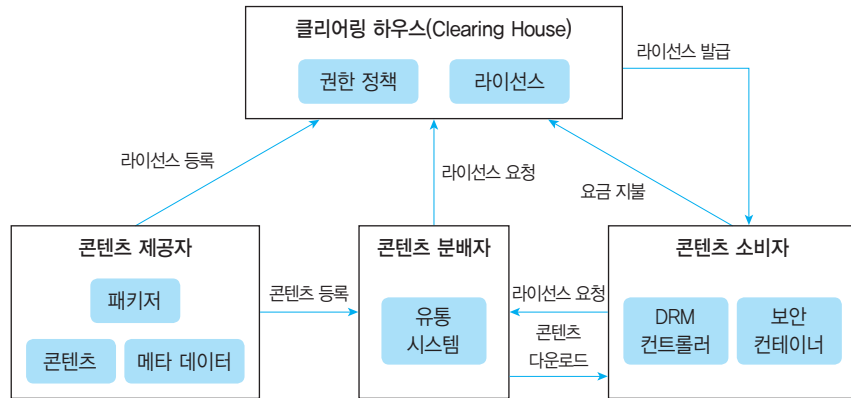 클리어링 하우스(Clearing House)
권한 정책
라이선스
라이선스 발급
라이선스 등록
라이선스 요청
요금 지불
콘텐츠 제공자
패키저
콘텐츠
메타 데이터
콘텐츠 등록
콘텐츠 분배자
유통
시스템
라이선스 요청
콘텐츠
다운로드
콘텐츠 소비자
DRM
컨트롤러
보안
컨테이너